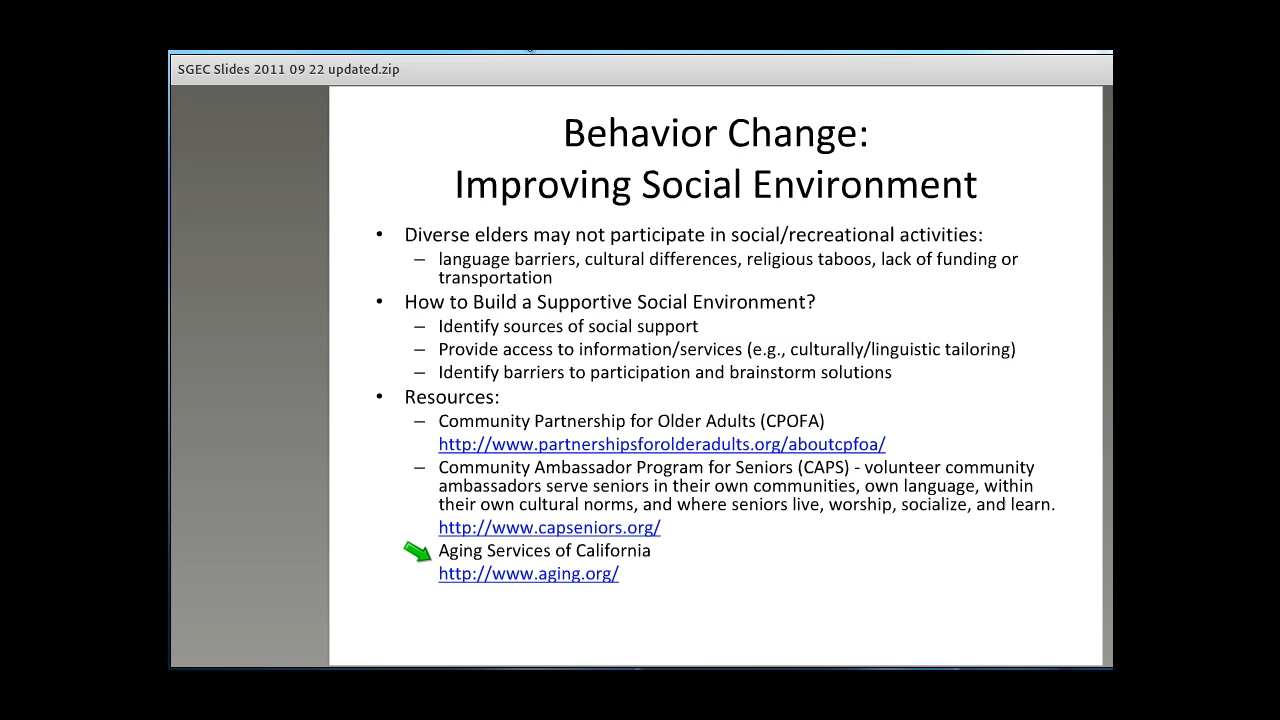 SGEC Slides 2011 09 22 updated.zip
Behavior Change:
Improving Social Environment
• Diverse elders may not participate in social/recreational activities:
– language barriers, cultural differences, religious taboos, lack of funding or
transportation
• How to Build a Supportive Social Environment?
– Identify sources of social support
– Provide access to information/services (e.g., culturally/linguistic tailoring)
– Identify barriers to participation and brainstorm solutions
• Resources:
– Community Partnership for Older Adults (CPOFA)
http://www.partnershipsforolderadults.org/aboutcpfoa/
– Community Ambassador Program for Seniors (CAPS) - volunteer community
ambassadors serve seniors in their own communities, own language, within
their own cultural norms, and where seniors live, worship, socialize, and learn.
http://www.capseniors.org/
Aging Services of California
http://www.aging.org/